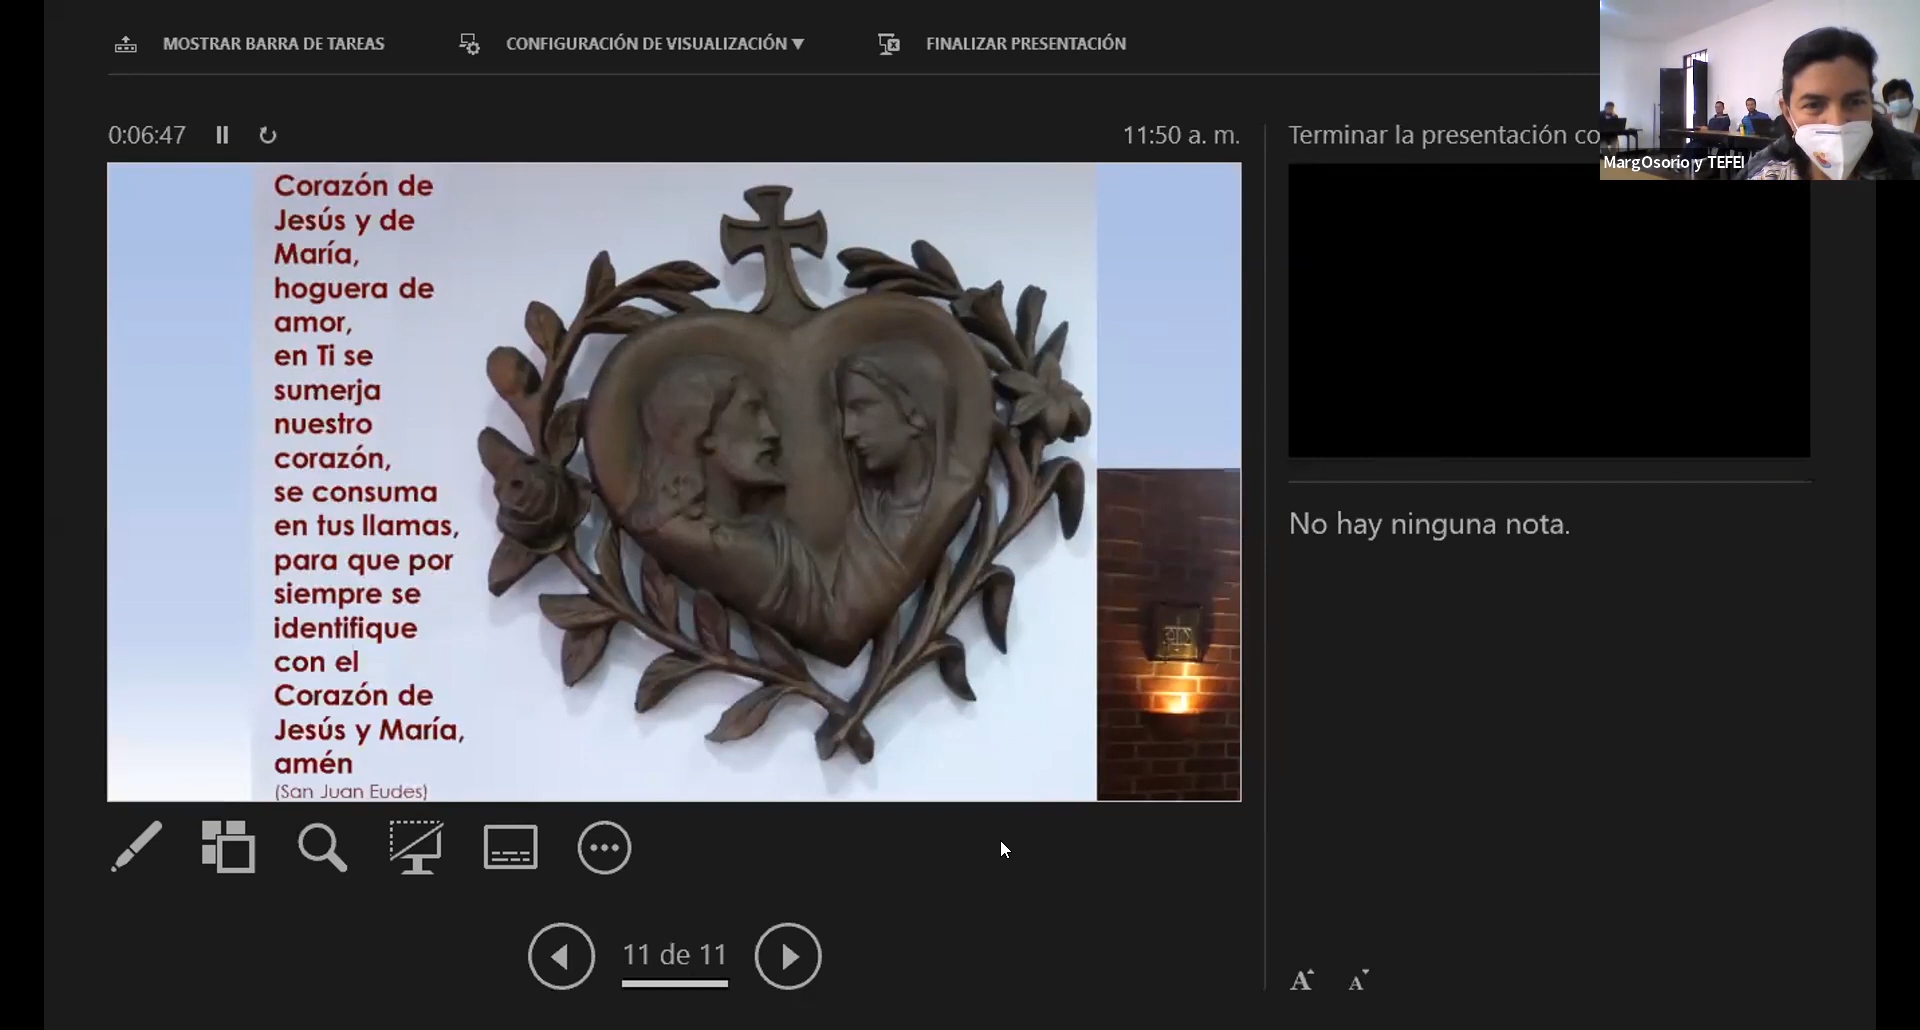 MOSTRAR BARRA DE TAREAS
CONFIGURACIÓN DE VISUALIZACIÓN ▼
FINALIZAR PRESENTACIÓN
0:06:47
11:50 a. m.
Terminar la presentación co
MargOsorio y TEFEI
Corazón de
Jesús y de
María,
hoguera de
amor,
en Ti se
sumerja
nuestro
corazón,
se consuma
en tus llamas,
para que por
siempre se
identifique
con el
Corazón de
Jesús y María,
amén
(San Juan Eudes)
No hay ninguna nota.
11 de 11
A A